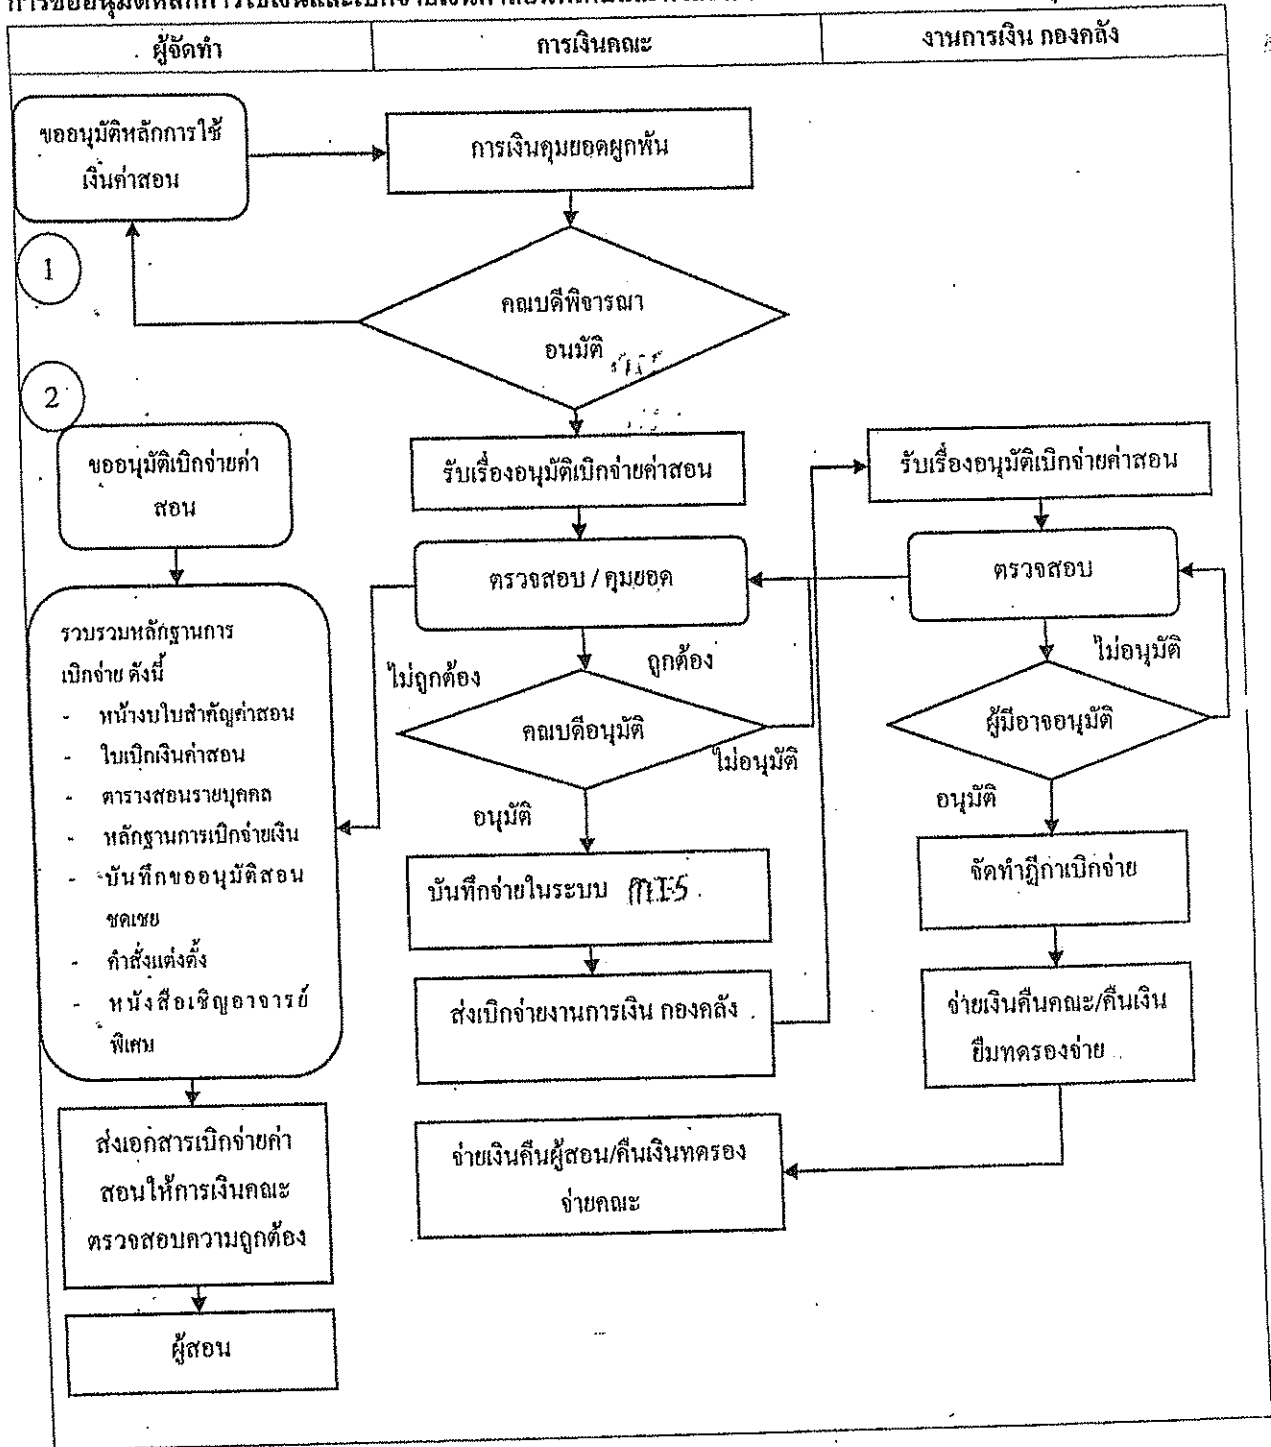 ผู้จัดทำ
การเงินคณะ
งานการเงิน กองคลัง
ขออนุมัติหลักการใช้
เงินค่าสอน
การเงินคุมยอดผูกพัน
1
คณบดีพิจารณา
อนมัติ
2
ขออนุมัติเบิกจ่ายค่า
สอน
รับเรื่องอนุมัติเบิกจ่ายค่าสอน
รับเรื่องอนุมัติเบิกจ่ายค่าสอน
ตรวจสอบ / คุมยอด
ตรวจสอบ
รวบรวมหลักฐานการ
เบิกจ่าย ดังนี้
- หน้างบใบสำคัญค่าสอน
- ใบเบิกเงินค่าสอน
- ตารางสอนรายบุคคล
- หลักฐานการเบิกจ่ายเงิน
- บันทึกขออนุมัติสอน
ชดเชย
- คำสั่งแต่งตั้ง
- หนังสือเชิญอาจารย์
พิเศษ
ไม่ถูกต้อง
ถูกต้อง
ไม่อนุมัติ
คณบดีอนุมัติ
ไม่อนุมัติ
ผู้มีอาจอนุมัติ
อนุมัติ
อนุมัติ
บันทึกจ่ายในระบบ MIS
จัดทำฎีกาเบิกจ่าย
ส่งเบิกจ่ายงานการเงิน กองคลัง
จ่ายเงินคืนคณะ/คืนเงิน
ยืมทดรองจ่าย
ส่งเอกสารเบิกจ่ายค่า
สอนให้การเงินคณะ
ตรวจสอบความถูกต้อง
จ่ายเงินคืนผู้สอน/คืนเงินทดรอง
จ่ายคณะ
ผู้สอน